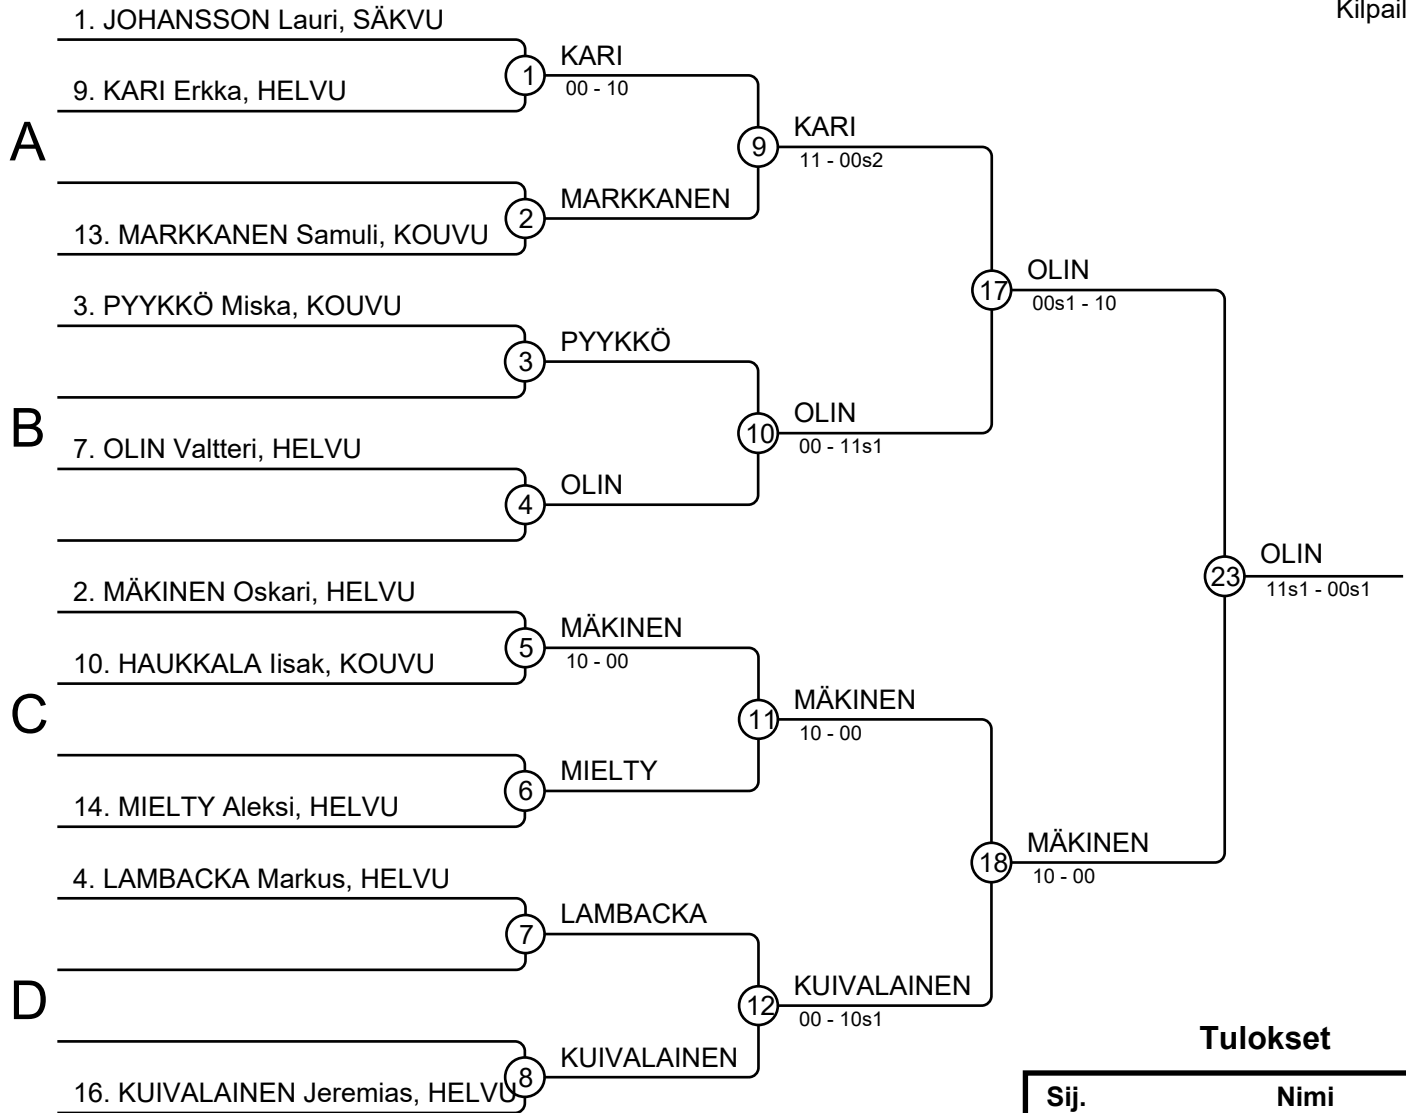 Kilpail
1. JOHANSSON Lauri, SÄKVU
9. KARI Erkka, HELVU
1
KARI
00 - 10
A
13. MARKKANEN Samuli, KOUVU
2
MARKKANEN
9
KARI
11 - 00s2
3. PYYKKÖ Miska, KOUVU
3
PYYKKÖ
B
7. OLIN Valtteri, HELVU
4
OLIN
10
OLIN
00 - 11s1
17
OLIN
00s1 - 10
2. MÄKINEN Oskari, HELVU
10. HAUKKALA Iisak, KOUVU
5
MÄKINEN
10 - 00
C
14. MIELTY Aleksi, HELVU
6
MIELTY
11
MÄKINEN
10 - 00
4. LAMBACKA Markus, HELVU
7
LAMBACKA
D
16. KUIVALAINEN Jeremias, HELVU
8
KUIVALAINEN
12
KUIVALAINEN
00 - 10s1
18
MÄKINEN
10 - 00
23
OLIN
11s1 - 00s1
Tulokset
Sij. Nimi